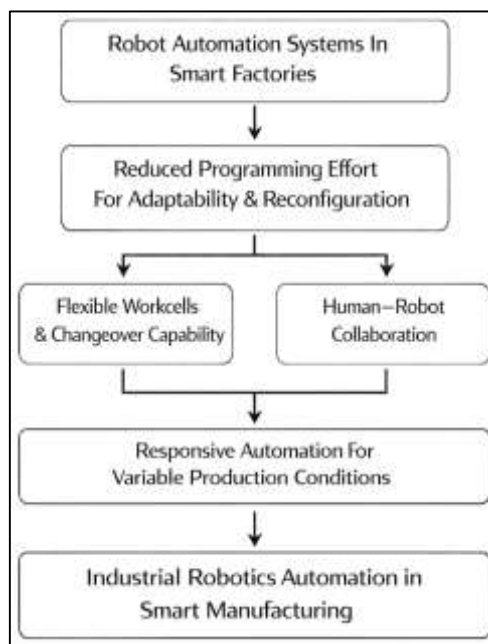 Robot Automation Systems In
Smart Factories
Reduced Programming Effort
For Adaptability & Reconfiguration
Flexible Workcells
& Changeover Capability
Human–Robot
Collaboration
Responsive Automation For
Variable Production Conditions
Industrial Robotics Automation in
Smart Manufacturing